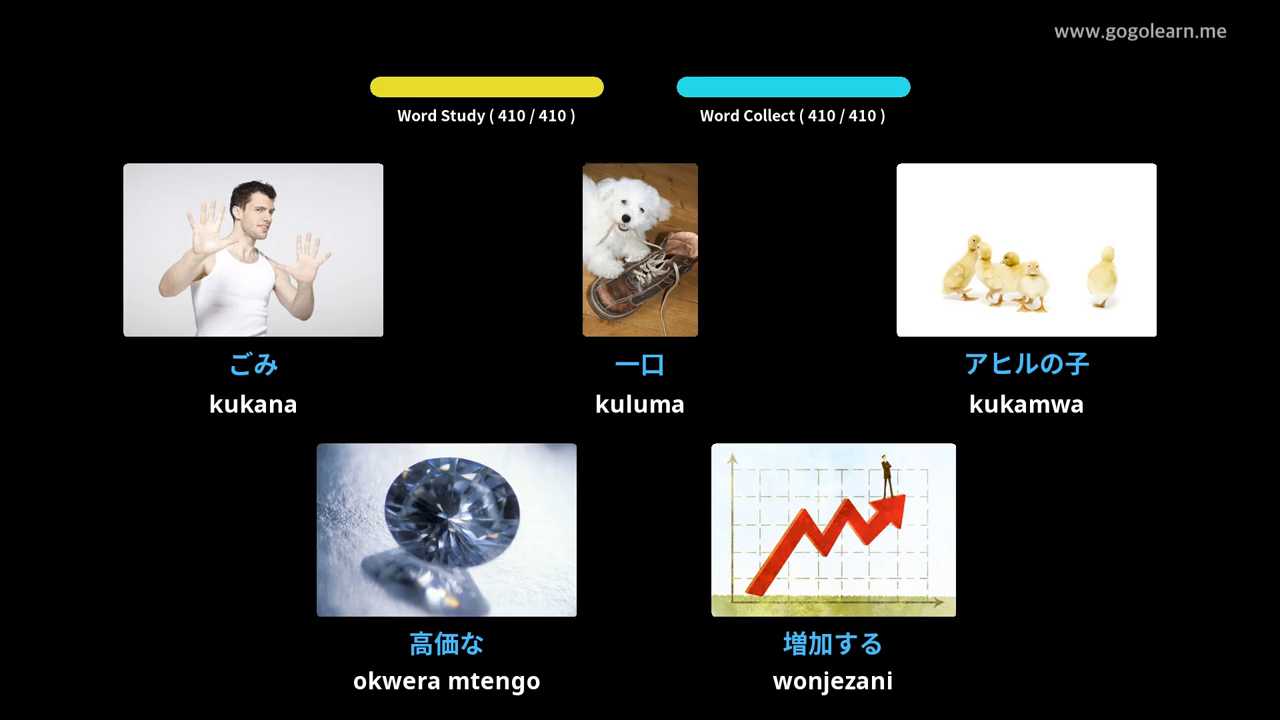 www.gogolearn.me
Word Study ( 410 / 410 )
Word Collect ( 410 / 410 )
ごみ
kukana
一口
kuluma
アヒルの子
kukamwa
高価な
okwera mtengo
増加する
wonjezani